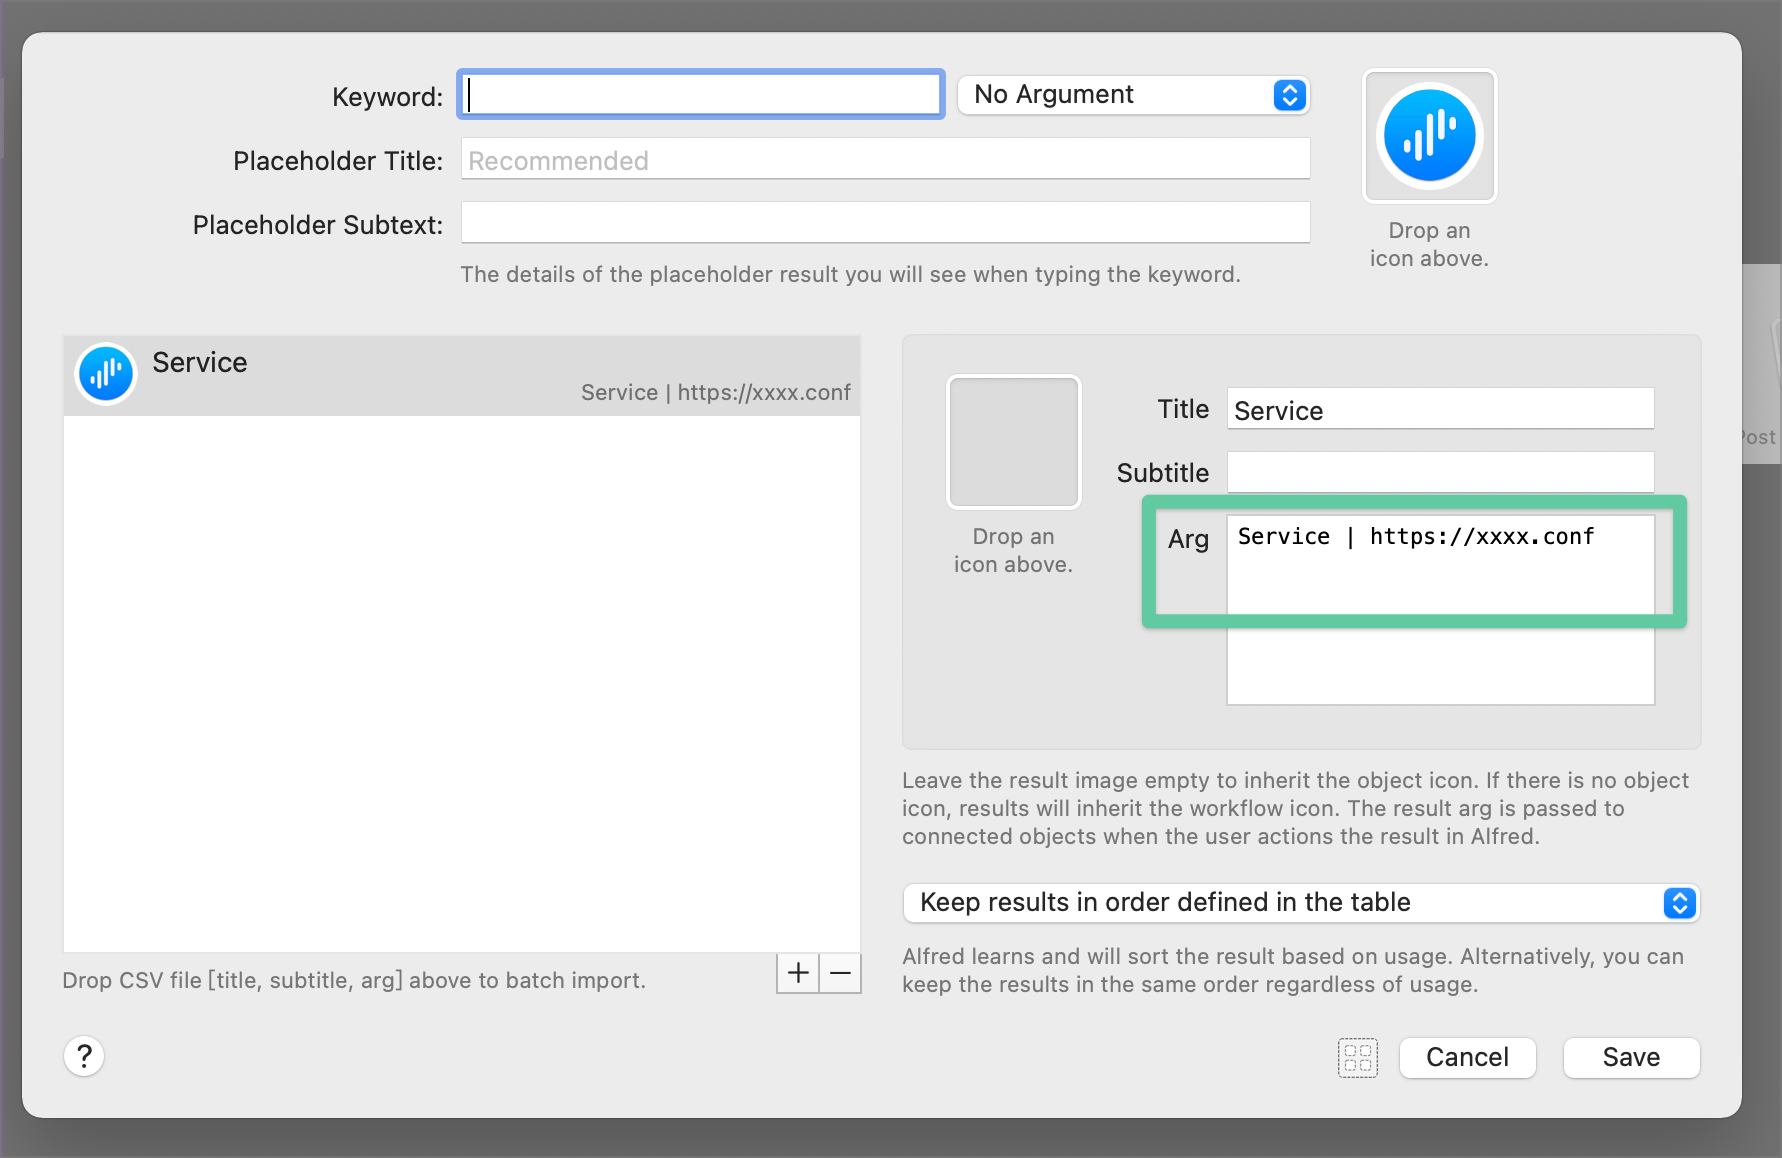 Keyword:
No Argument
Placeholder Title:
Recommended
Placeholder Subtext:
The details of the placeholder result you will see when typing the keyword.
Drop an
icon above.
Service
Service | https://xxxx.conf
Drop CSV file [title, subtitle, arg] above to batch import.
+
−
Drop an
icon above.
Title
Service
Subtitle
Arg
Service | https://xxxx.conf
Leave the result image empty to inherit the object icon. If there is no object
icon, results will inherit the workflow icon. The result arg is passed to
connected objects when the user actions the result in Alfred.
Keep results in order defined in the table
Alfred learns and will sort the result based on usage. Alternatively, you can
keep the results in the same order regardless of usage.
?
Cancel
Save
Post